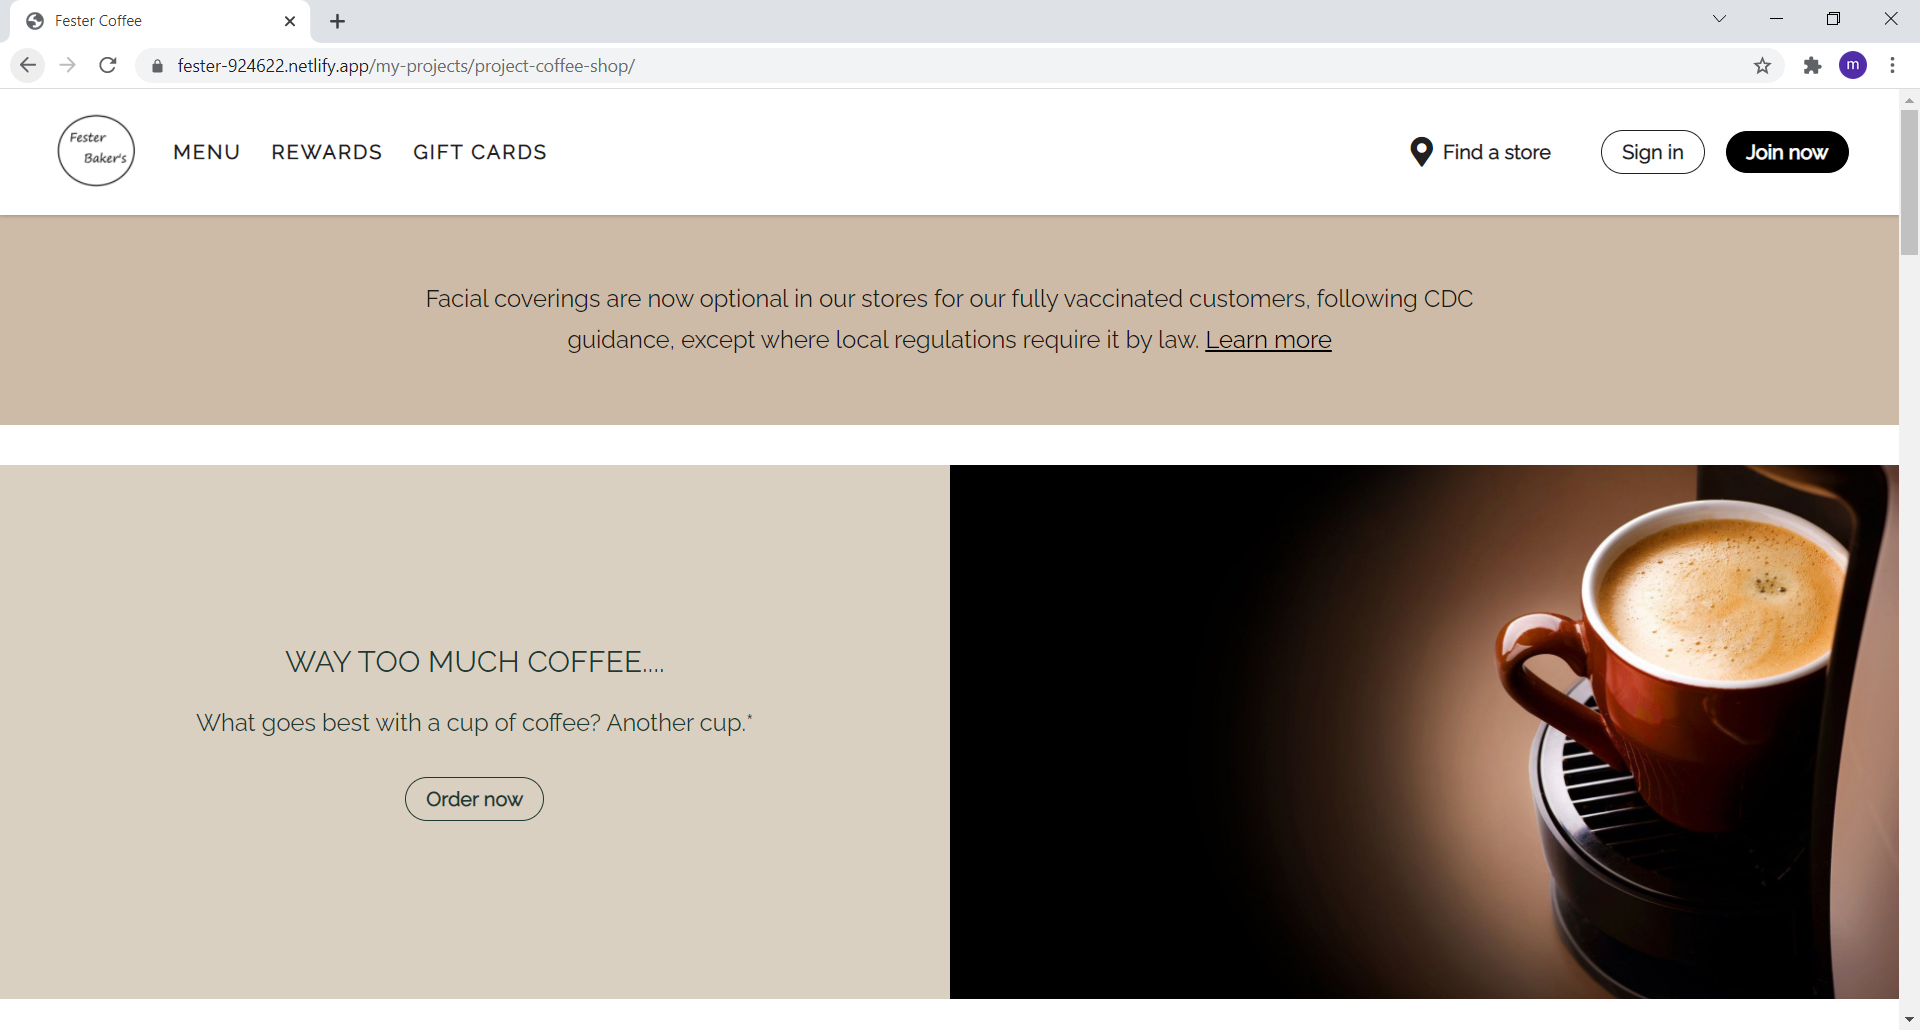 Fester Coffee
fester-924622.netlify.app/my-projects/project-coffee-shop/
m
Fester
Baker's
MENU
REWARDS
GIFT CARDS
Find a store
Sign in
Join now
Facial coverings are now optional in our stores for our fully vaccinated customers, following CDC
guidance, except where local regulations require it by law. Learn more
WAY TOO MUCH COFFEE....
What goes best with a cup of coffee? Another cup.*
Order now